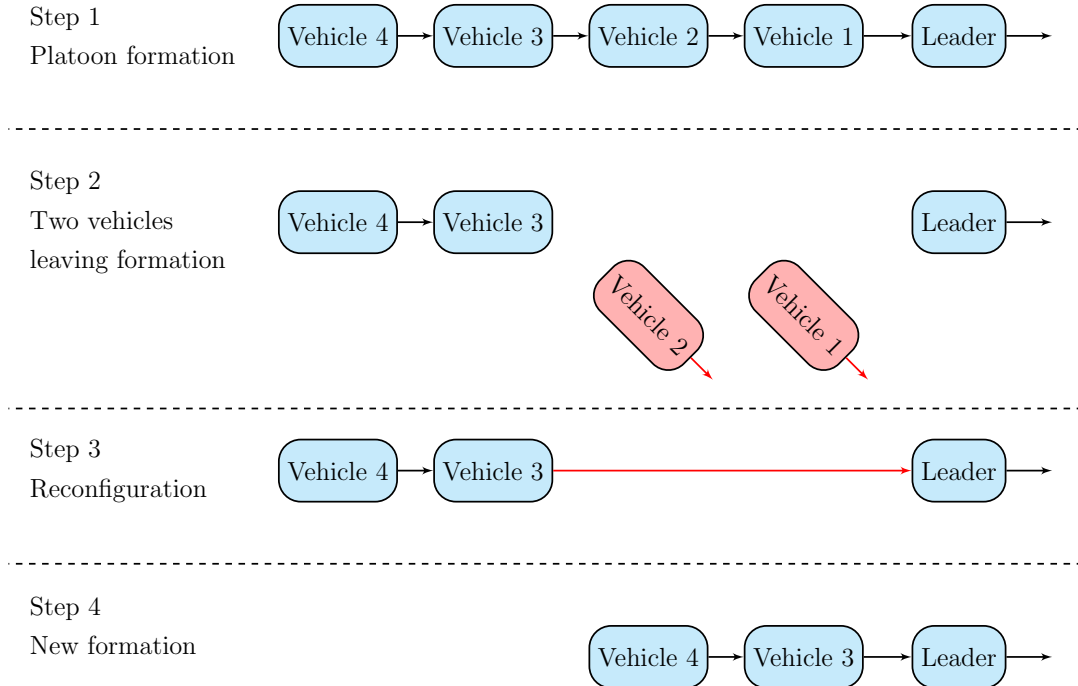 Step 1
Platoon formation
Vehicle 4
Vehicle 3
Vehicle 2
Vehicle 1
Leader
Step 2
Two vehicles
leaving formation
Vehicle 4
Vehicle 3
Leader
Vehicle 2
Vehicle 1
Step 3
Reconfiguration
Vehicle 4
Vehicle 3
Leader
Step 4
New formation
Vehicle 4
Vehicle 3
Leader